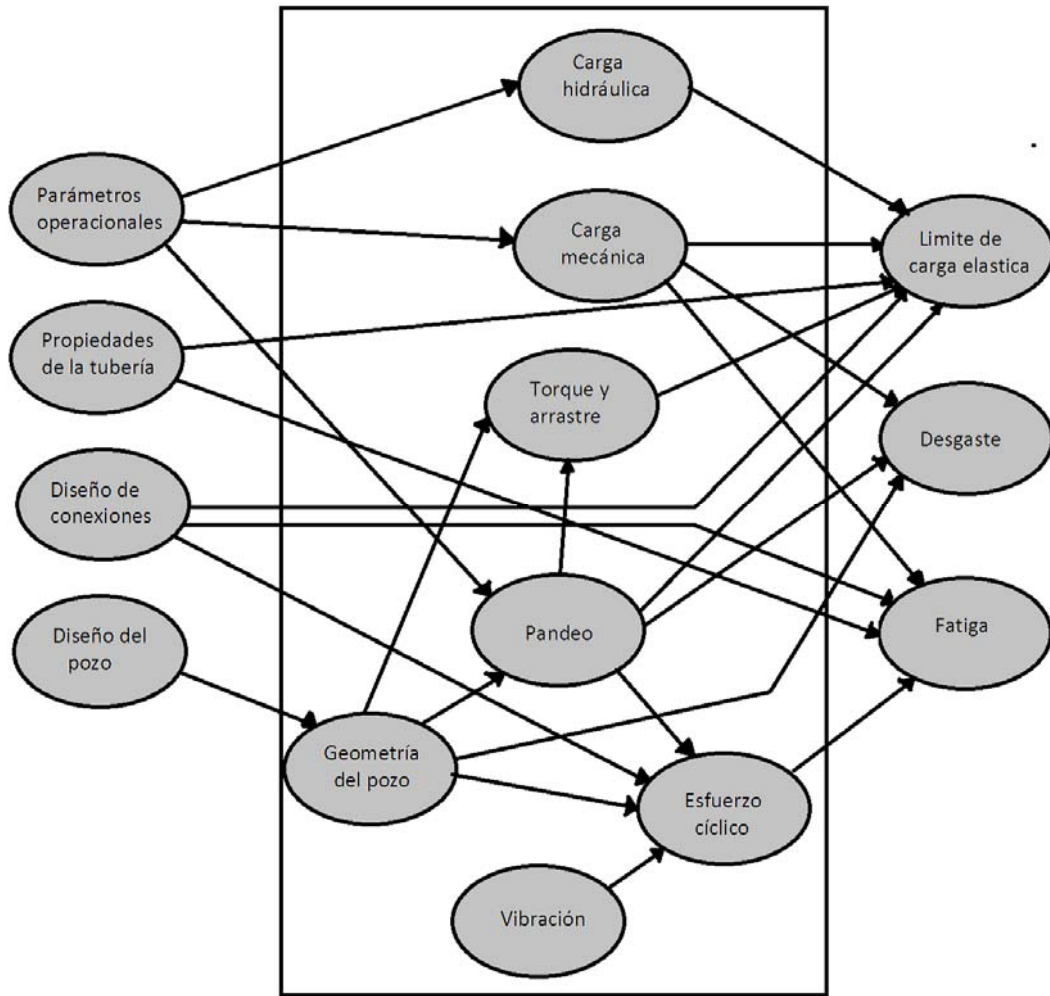 Carga
hidráulica
Parámetros
operacionales
Carga
mecánica
Limite de
carga elastica
Propiedades
de la tubería
Torque y
arrastre
Desgaste
Diseño de
conexiones
Diseño del
pozo
Pandeo
Fatiga
Geometría
del pozo
Esfuerzo
cíclico
Vibración